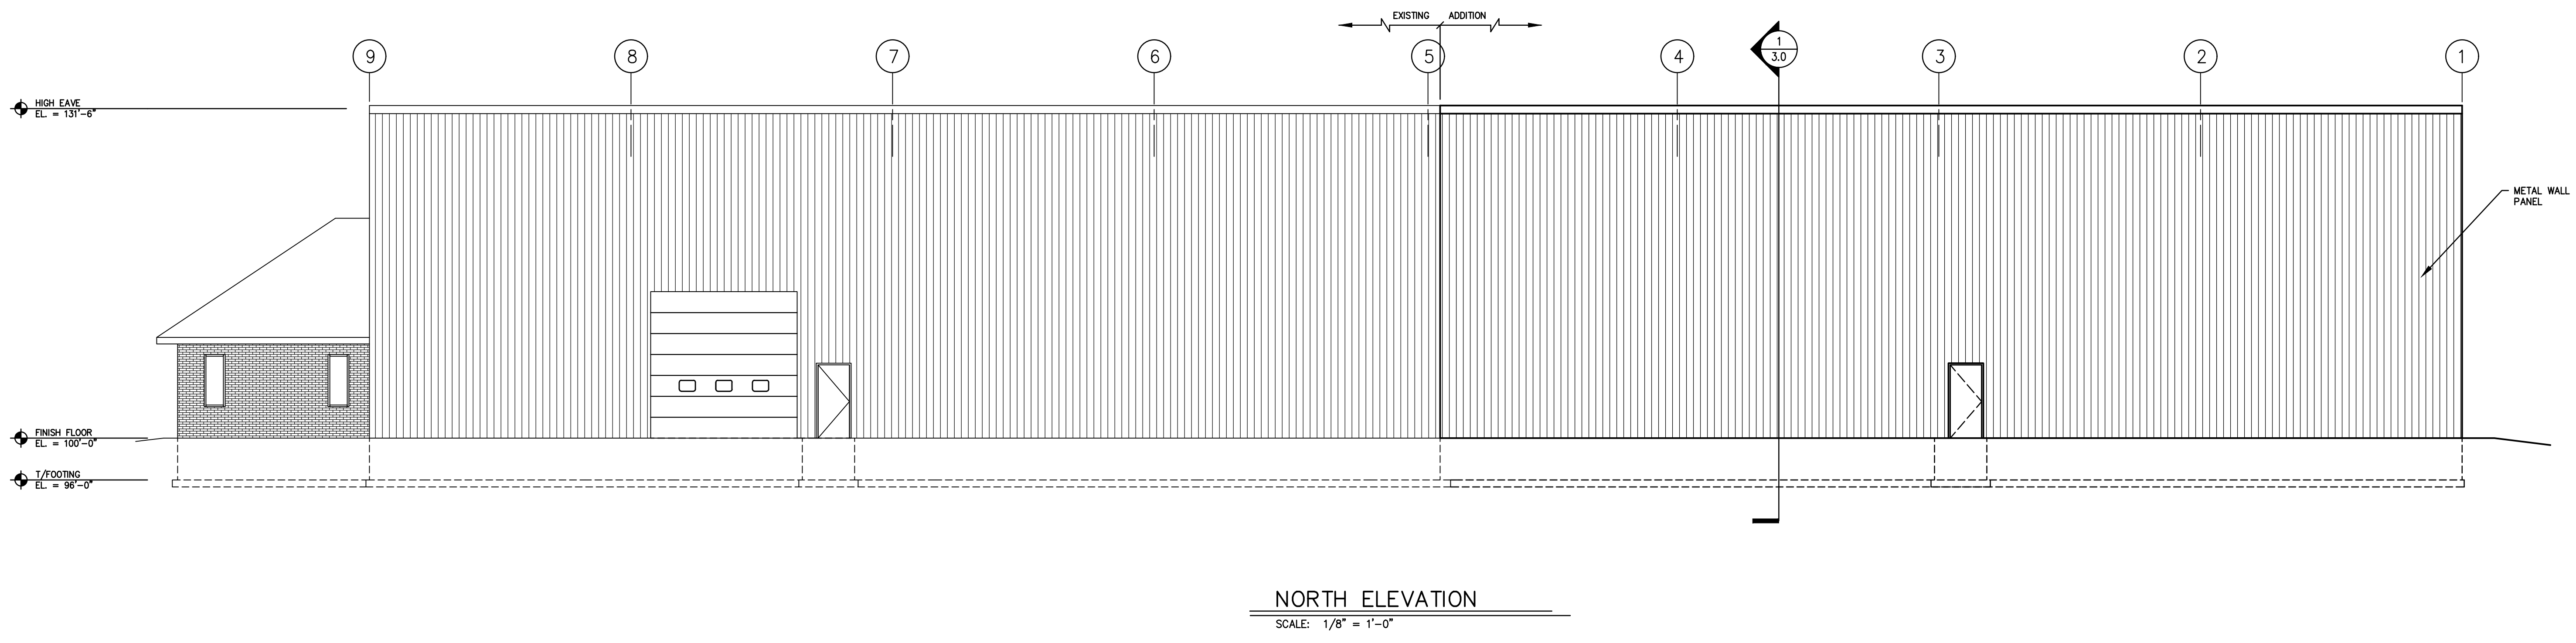 EXISTING ADDITION
9 8 7 6 5 4 1 3 2 1
3.0
HIGH EAVE
EL. = 131'-6"
METAL WALL
PANEL
FINISH FLOOR
EL. = 100'-0"
T/FOOTING
EL. = 96'-0"
NORTH ELEVATION
SCALE: 1/8" = 1'-0"